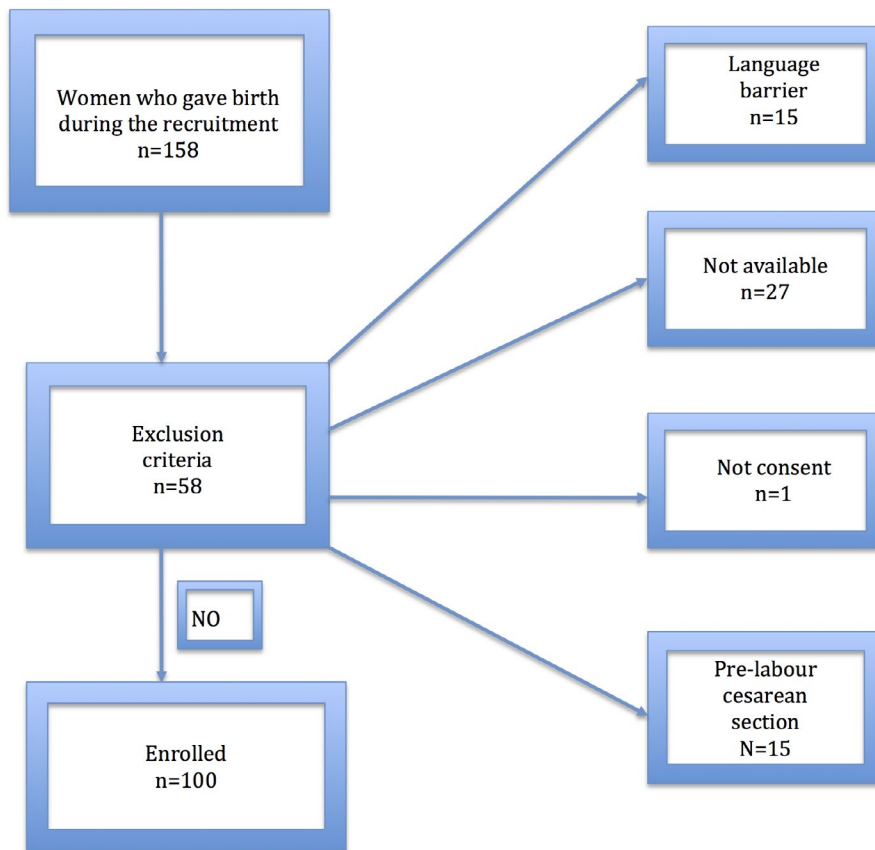 Women who gave birth
during the recruitment
n=158
Language
barrier
n=15
Not available
n=27
Exclusion
criteria
n=58
Not consent
n=1
NO
Pre-labour
cesarean
section
N=15
Enrolled
n=100